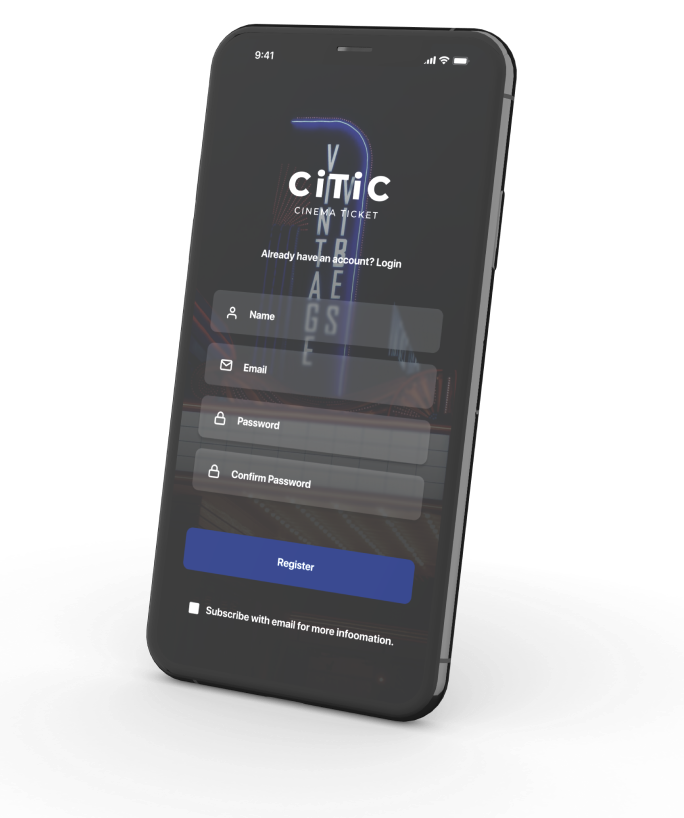 9:41
CiTiC
CINEMA TICKET
Already have an account? Login
VINTAGE
VIBES
Name
Email
Password
Confirm Password
Register
Subscribe with email for more infoomation.